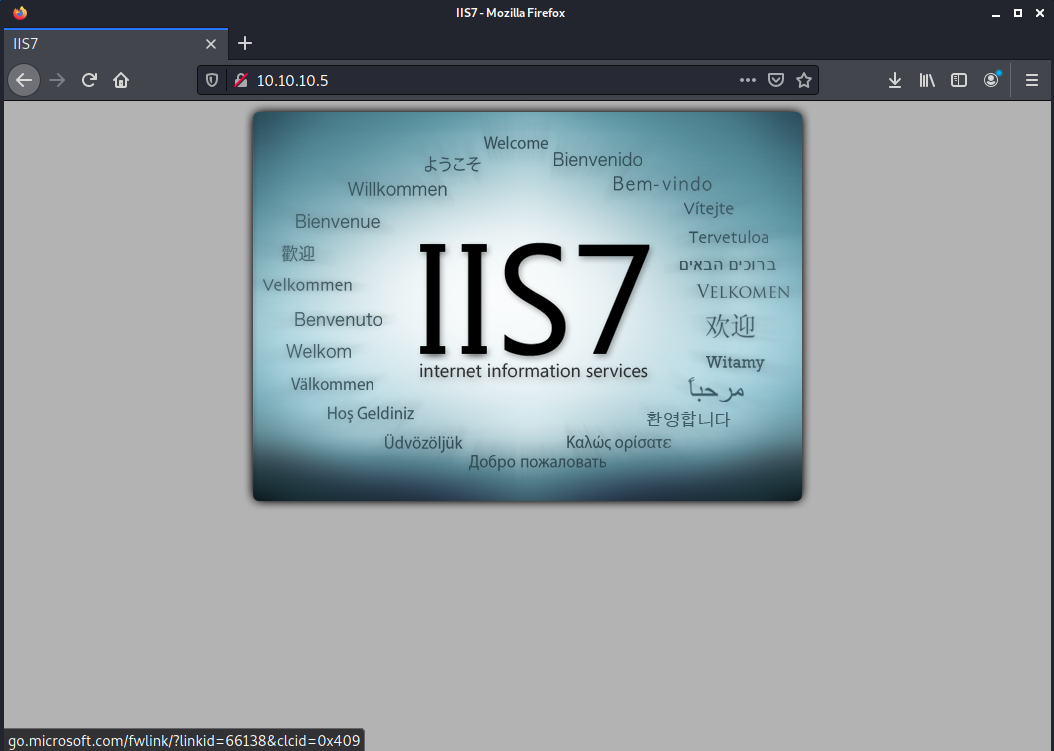 IIS7 - Mozilla Firefox
IIS7
10.10.10.5
Welcome
ようこそ
Bienvenido
Willkommen
Bem-vindo
Vítejte
Bienvenue
Tervetuloa
歡迎
ברוכים הבאים
Velkommen
VELKOMEN
Benvenuto
欢迎
Welkom
Witamy
Välkommen
مرحباً
Hoş Geldiniz
환영합니다
Üdvözöljük
Καλώς ορίσατε
Добро пожаловать
IIS7
internet information services
go.microsoft.com/fwlink/?linkid=66138&clcid=0x409